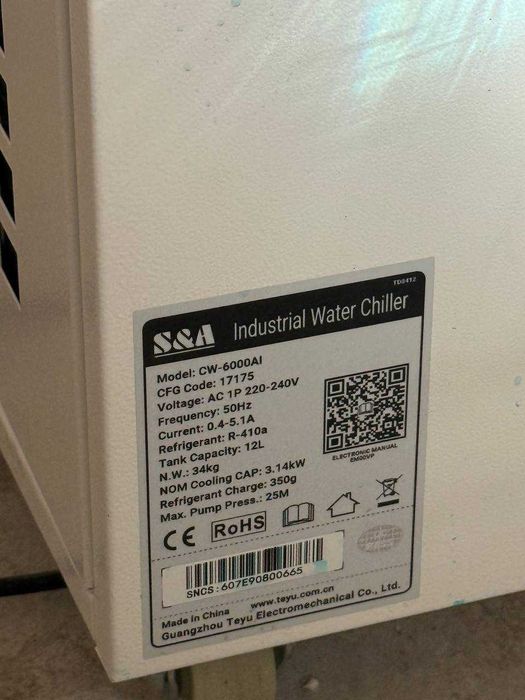 TD0412
S&A Industrial Water Chiller
Model: CW-6000AI
CFG Code: 17175
Voltage: AC 1P 220-240V
Frequency: 50Hz
Current: 0.4-5.1A
Refrigerant: R-410a
Tank Capacity: 12L
N.W.: 34kg
NOM Cooling CAP: 3.14kW
Refrigerant Charge: 350g
Max. Pump Press.: 25M
ELECTRONIC MANUAL
EM00VP
CE RoHS
SNCS: 607E90800665
Made in China www.teyu.com.cn
Guangzhou Teyu Electromechanical Co., Ltd.